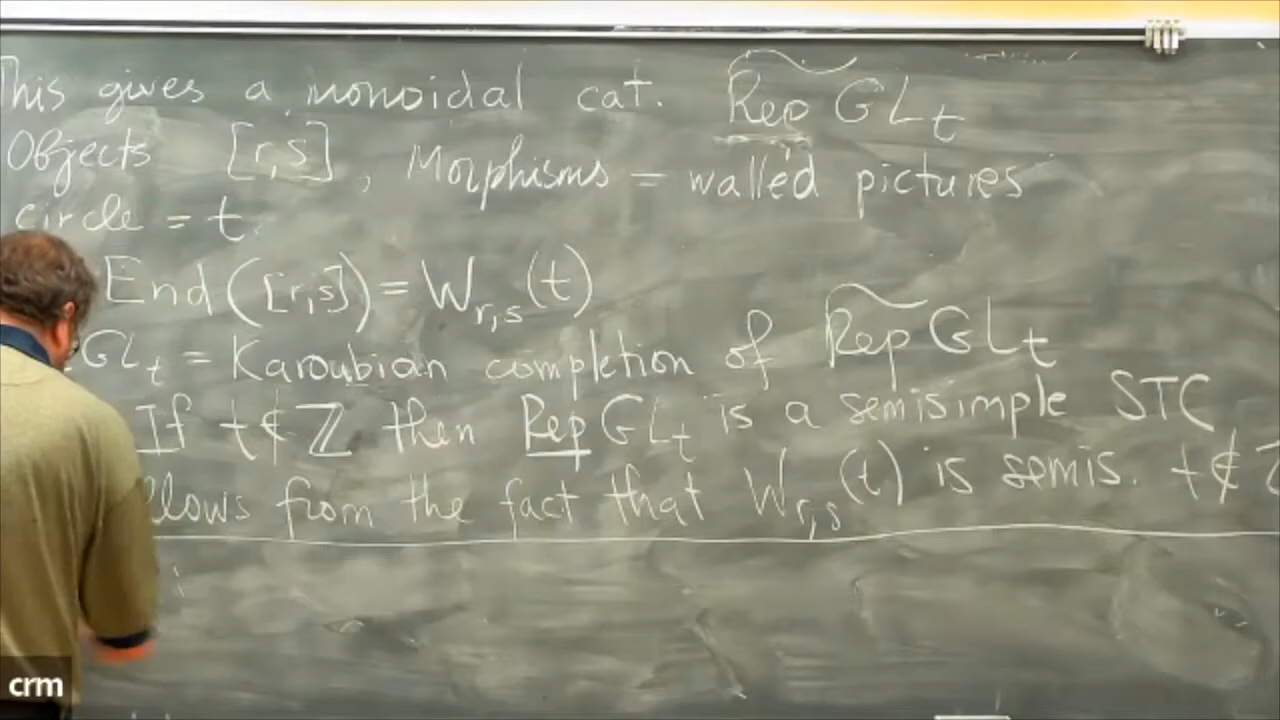 This gives a monoidal cat. Rep GL_t
Objects [r,s], Morphisms = walled pictures
circle = t.
End([r,s]) = W_{r,s}(t)
GL_t = Karoubian completion of Rep GL_t
If t ∉ ℤ then Rep GL_t is a semisimple STC
llows from the fact that W_{r,s}(t) is semis. t ∉ ℤ
crm